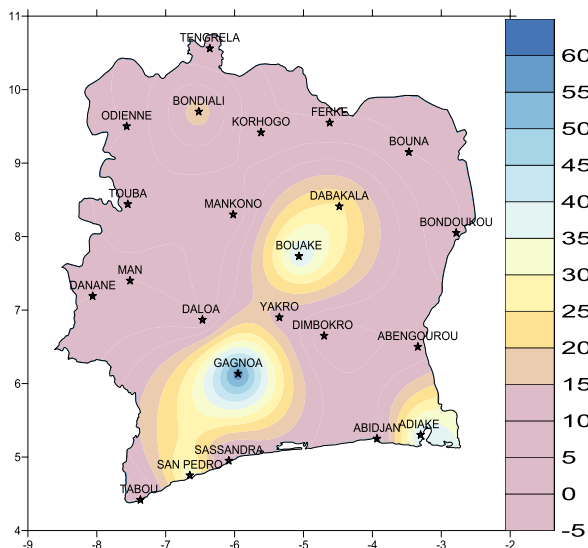 11
TENGRELA
60
10
BONDIALI
55
ODIENNE
FERKE
KORHOGO
50
BOUNA
45
9
TOUBA
DABAKALA
40
MANKONO
BONDOUKOU
35
8
BOUAKE
30
MAN
DANANE
25
7
DALOA
YAKRO
DIMBOKRO
20
ABENGOUROU
15
GAGNOA
6
10
ABIDJAN
ADIAKE
5
5
SASSANDRA
SAN PEDRO
0
TABOU
4
-5
-9 -8 -7 -6 -5 -4 -3 -2